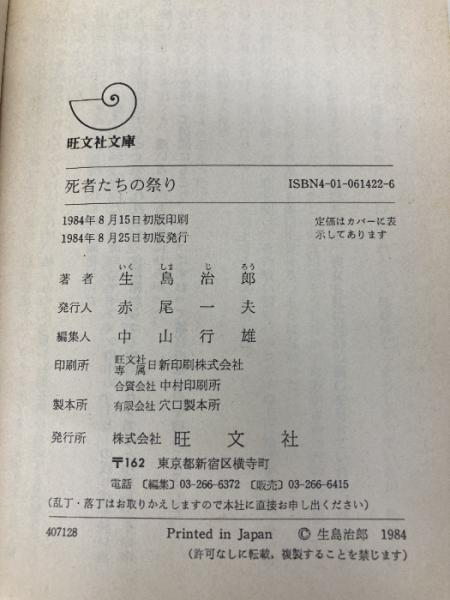 旺文社文庫
死者たちの祭り ISBN4-01-061422-6
1984年8月15日初版印刷
1984年8月25日初版発行
定価はカバーに表
示してあります
いく しま じ ろう
著者 生島治郎
発行人 赤尾一夫
編集人 中山行雄
印刷所 旺文社専属 日新印刷株式会社
合資会社 中村印刷所
製本所 有限会社 穴口製本所
発行所 株式会社 旺文社
〒162 東京都新宿区横寺町
電話 〔編集〕03-266-6372 〔販売〕03-266-6415
(乱丁・落丁はお取りかえしますので本社に直接お申し出ください)
407128 Printed in Japan © 生島治郎 1984
(許可なしに転載，複製することを禁じます)